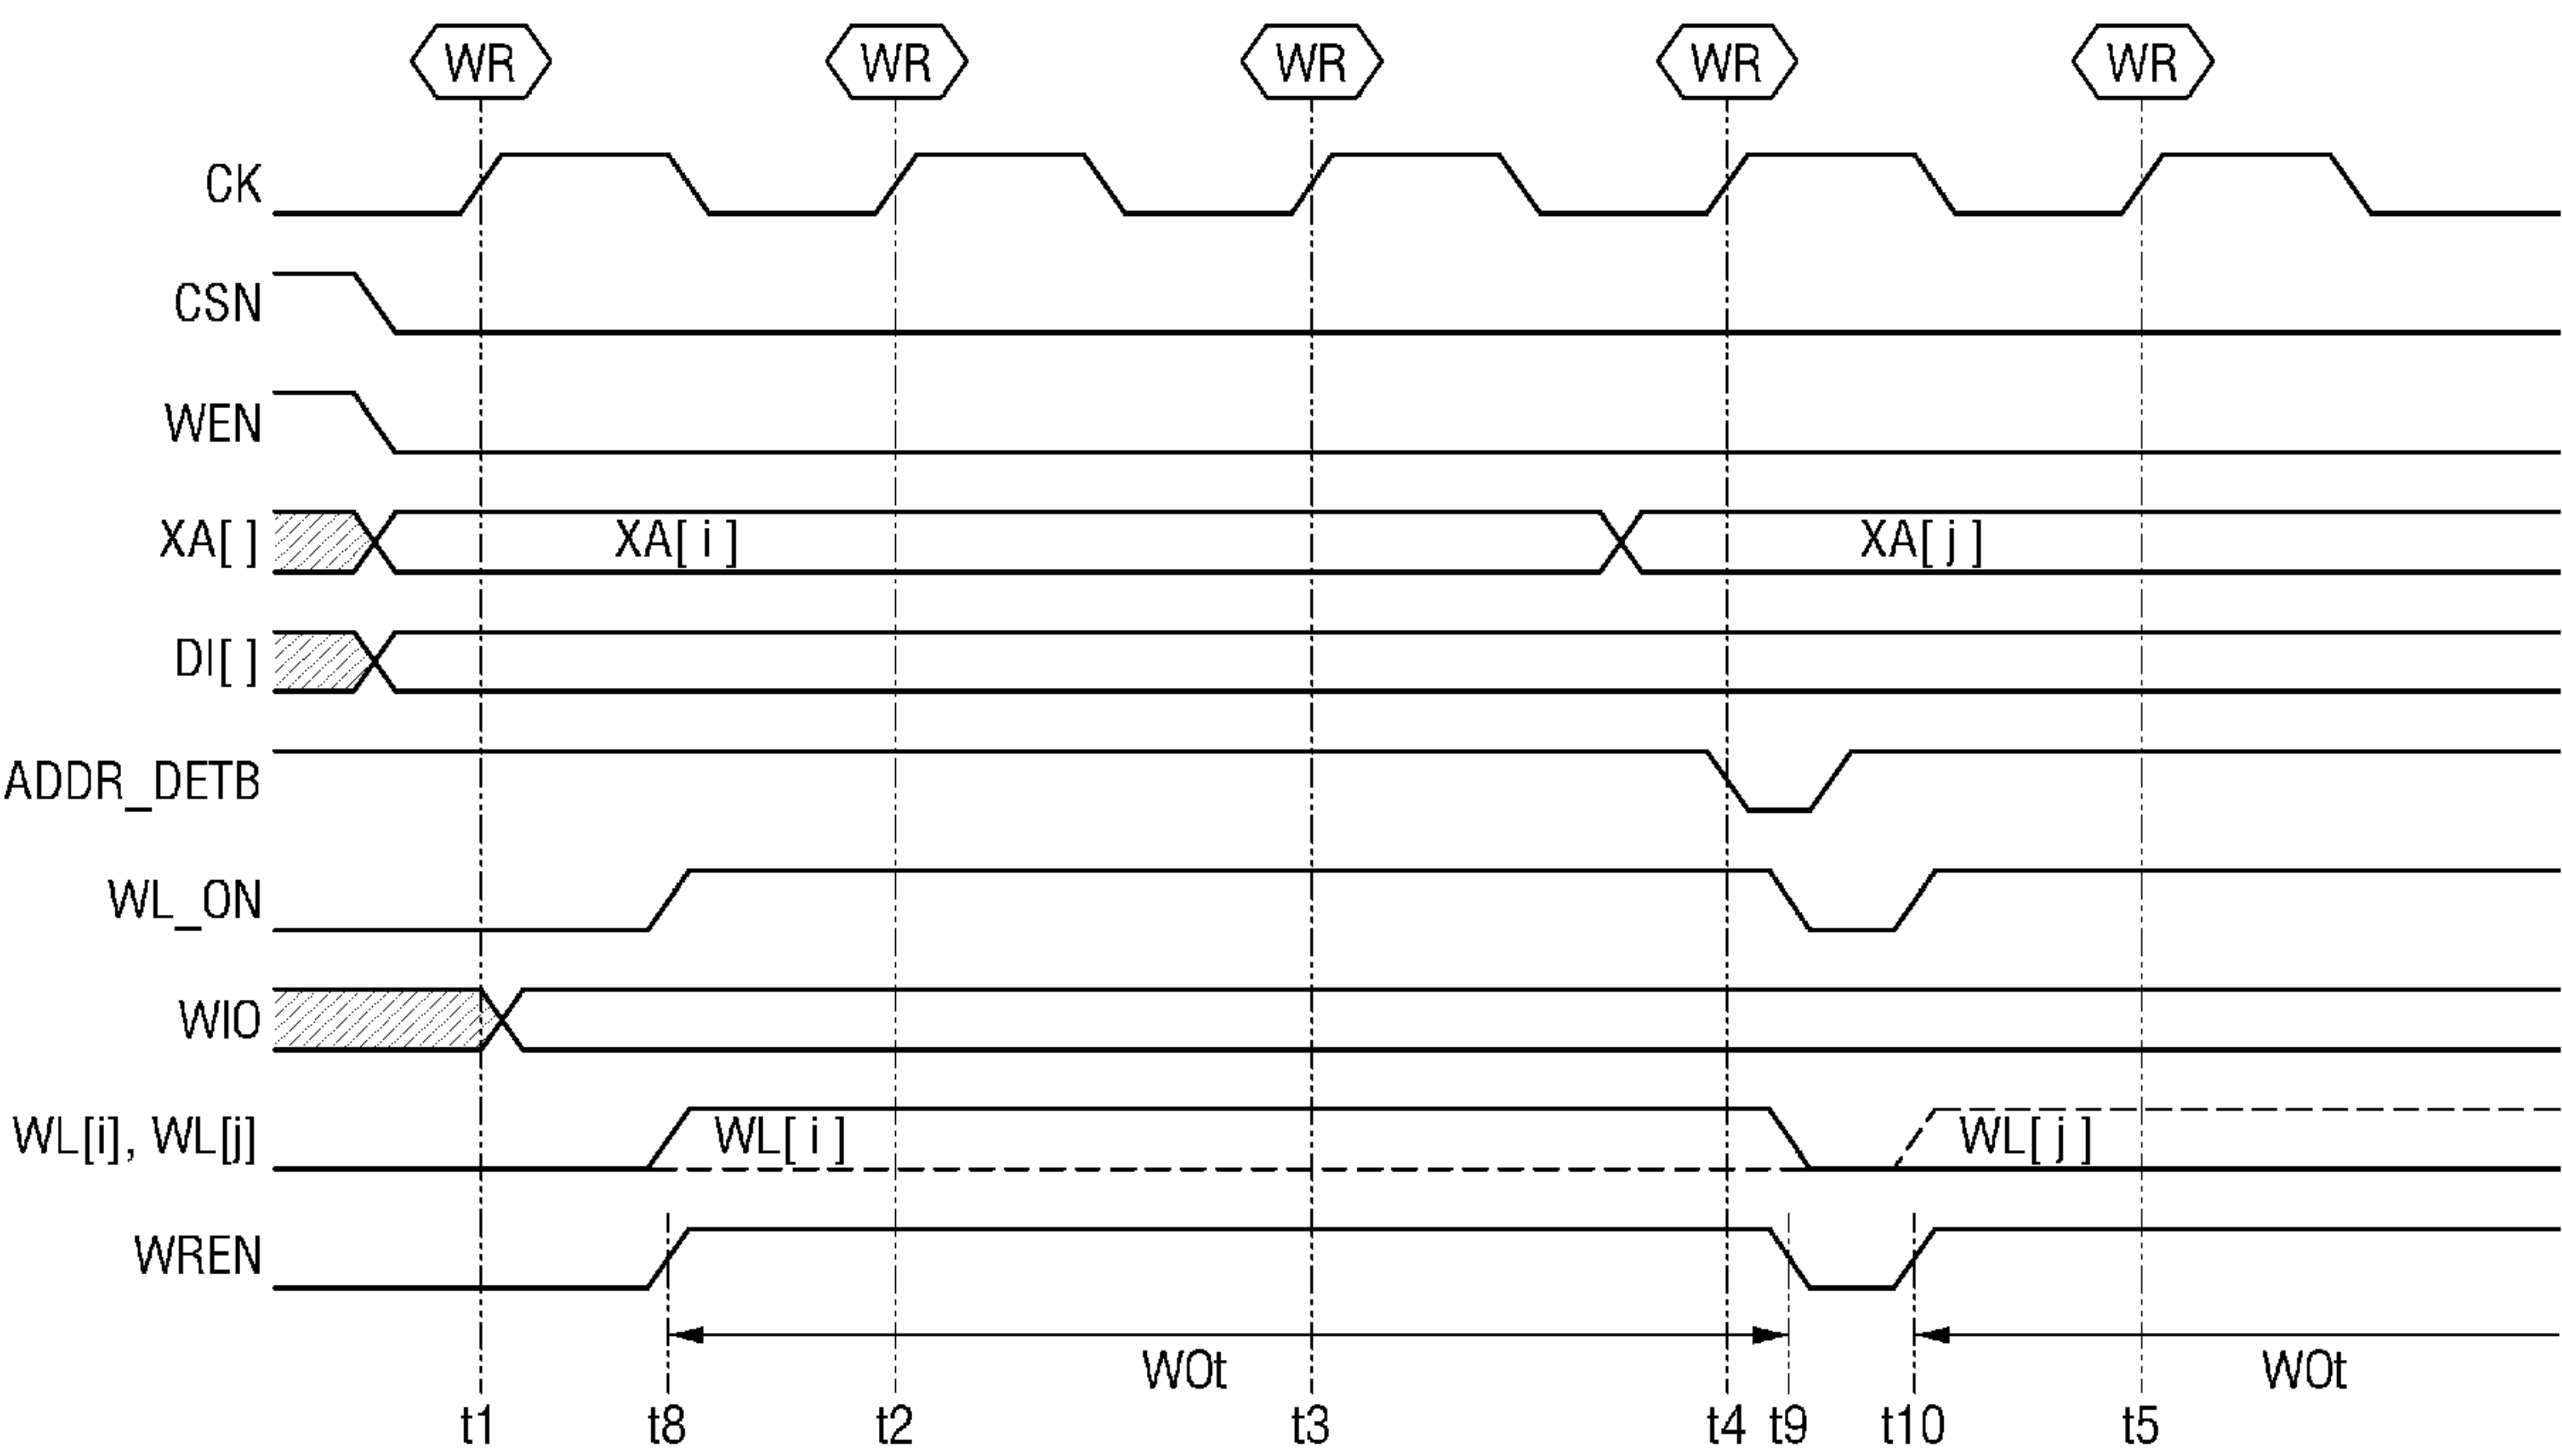 WR WR WR WR WR
CK
CSN
WEN
XA[ ] XA[ i ] XA[ j ]
DI[ ]
ADDR_DETB
WL_ON
WIO
WL[i], WL[j] WL[ i ] WL[ j ]
WREN
WOt WOt
t1 t8 t2 t3 t4 t9 t10 t5